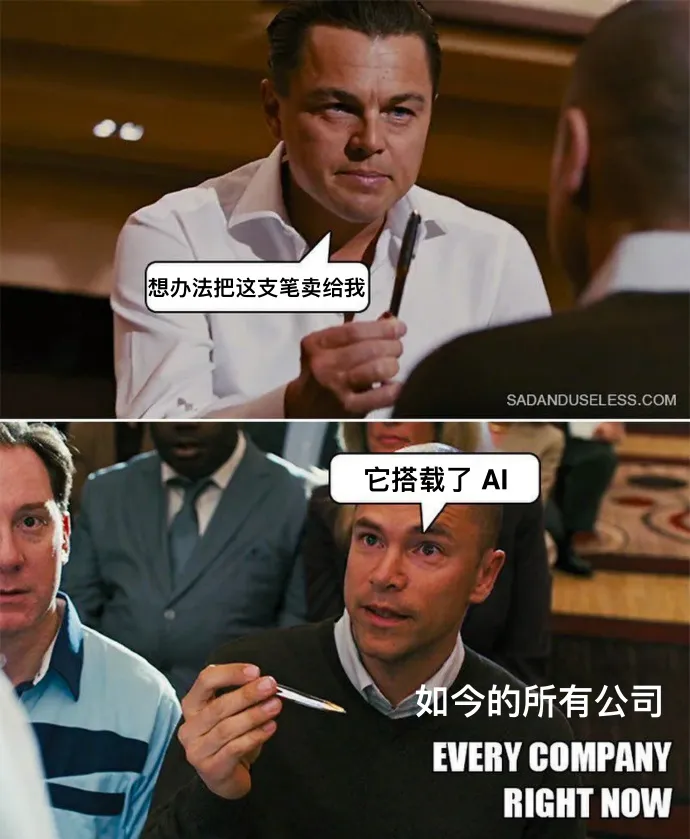 想办法把这支笔卖给我
SADANDUSELESS.COM
它搭载了 AI
如今的所有公司
EVERY COMPANY
RIGHT NOW